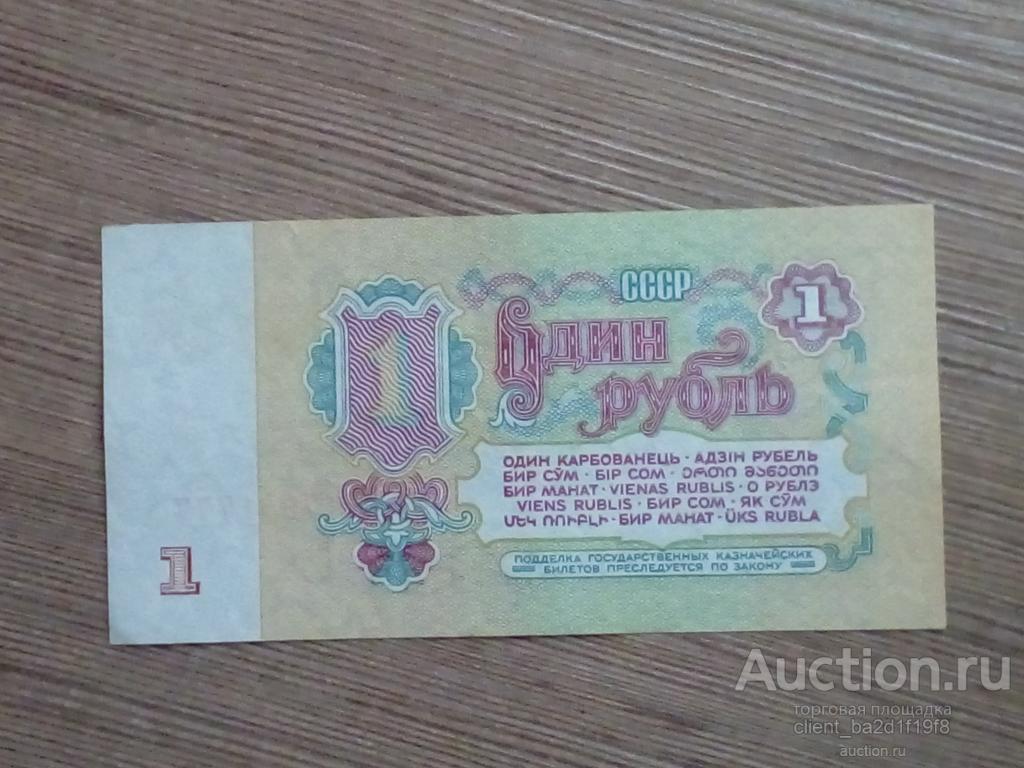 СССР
1
1
Один
рубль
ОДИН КАРБОВАНЕЦЬ · АДЗІН РУБЕЛЬ
БИР СЎМ · БІР СОМ · ᲔᲠᲗᲘ ᲛᲐᲜᲔᲗᲘ
БИР МАНАТ · VIENAS RUBLIS · О РУБЛЭ
VIENS RUBLIS · БИР СОМ · ЯК СЎМ
ՄԵԿ ՌՈՒԲԼԻ · БИР МАНАТ · ÜKS RUBLA
ПОДДЕЛКА ГОСУДАРСТВЕННЫХ КАЗНАЧЕЙСКИХ
БИЛЕТОВ ПРЕСЛЕДУЕТСЯ ПО ЗАКОНУ
1
Auction.ru
торговая площадка
client_ba2d1f19f8
auction.ru